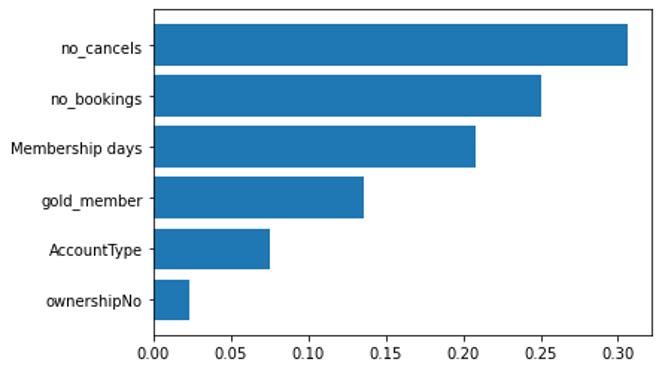 no_cancels
no_bookings
Membership days
gold_member
AccountType
ownershipNo
0.00 0.05 0.10 0.15 0.20 0.25 0.30